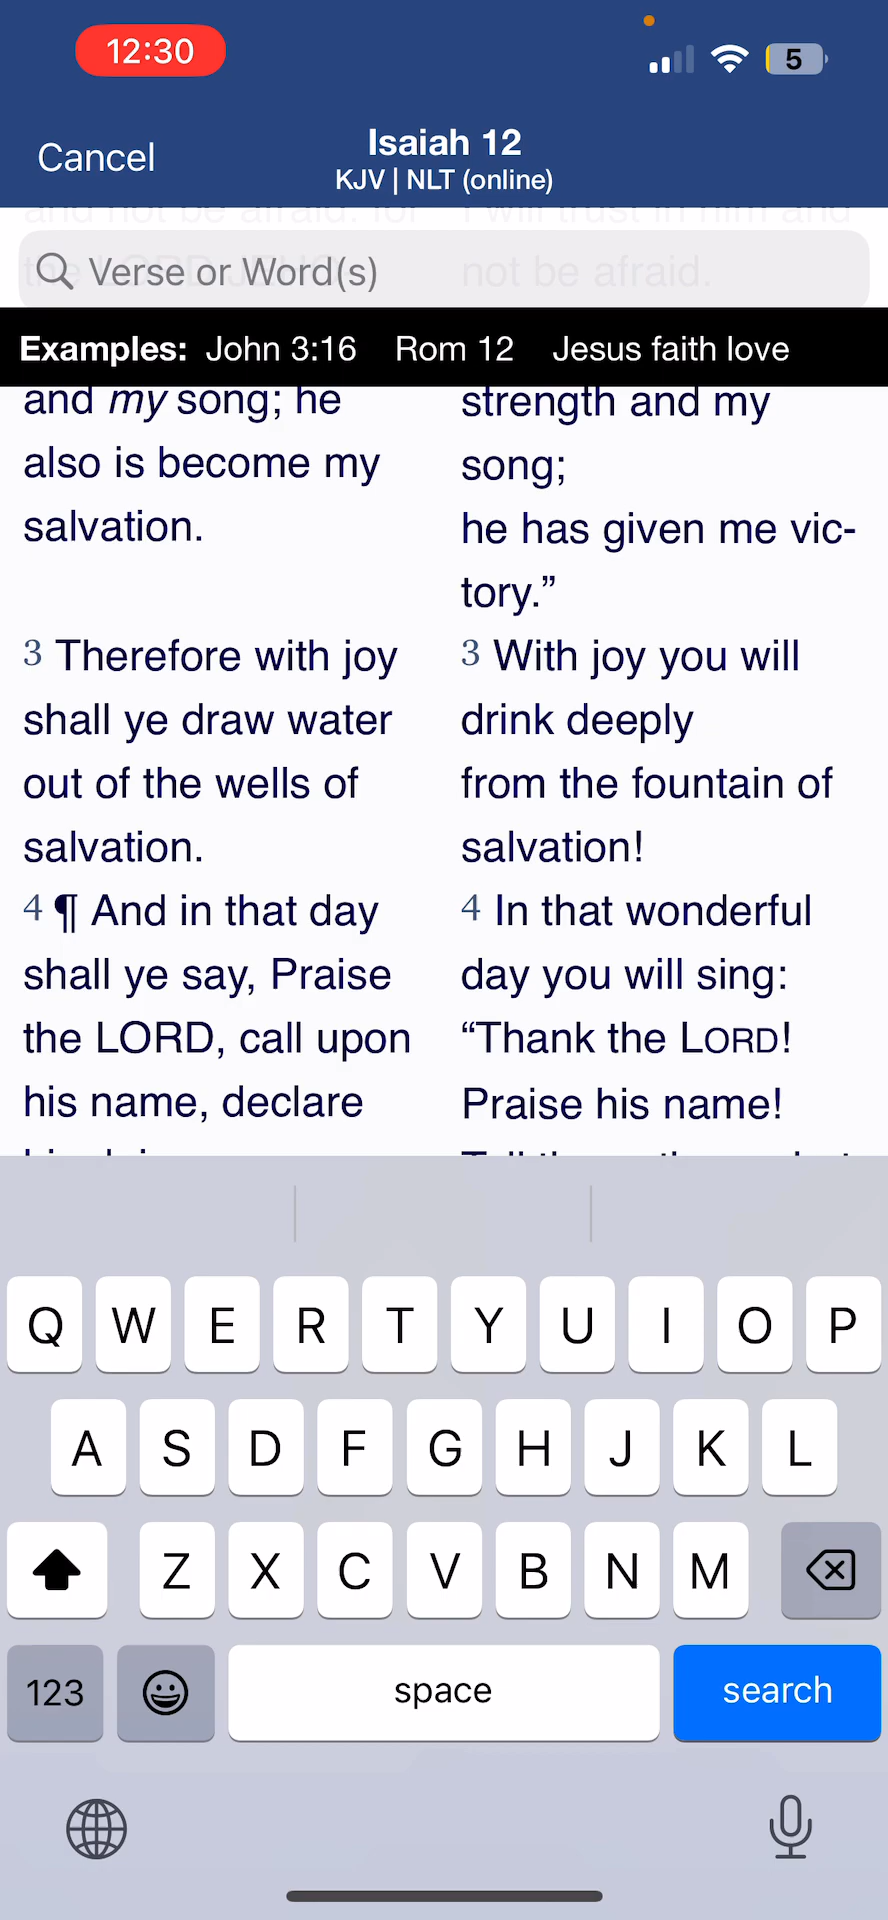 12:30
5
Cancel
Isaiah 12
KJV | NLT (online)
Verse or Word(s)
not be afraid.
Examples: John 3:16 Rom 12 Jesus faith love
and my song; he
also is become my
salvation.
3 Therefore with joy
shall ye draw water
out of the wells of
salvation.
4 ¶ And in that day
shall ye say, Praise
the LORD, call upon
his name, declare
strength and my
song;
he has given me vic-
tory.”
3 With joy you will
drink deeply
from the fountain of
salvation!
4 In that wonderful
day you will sing:
“Thank the LORD!
Praise his name!
Q W E R T Y U I O P
A S D F G H J K L
Z X C V B N M
123 space search